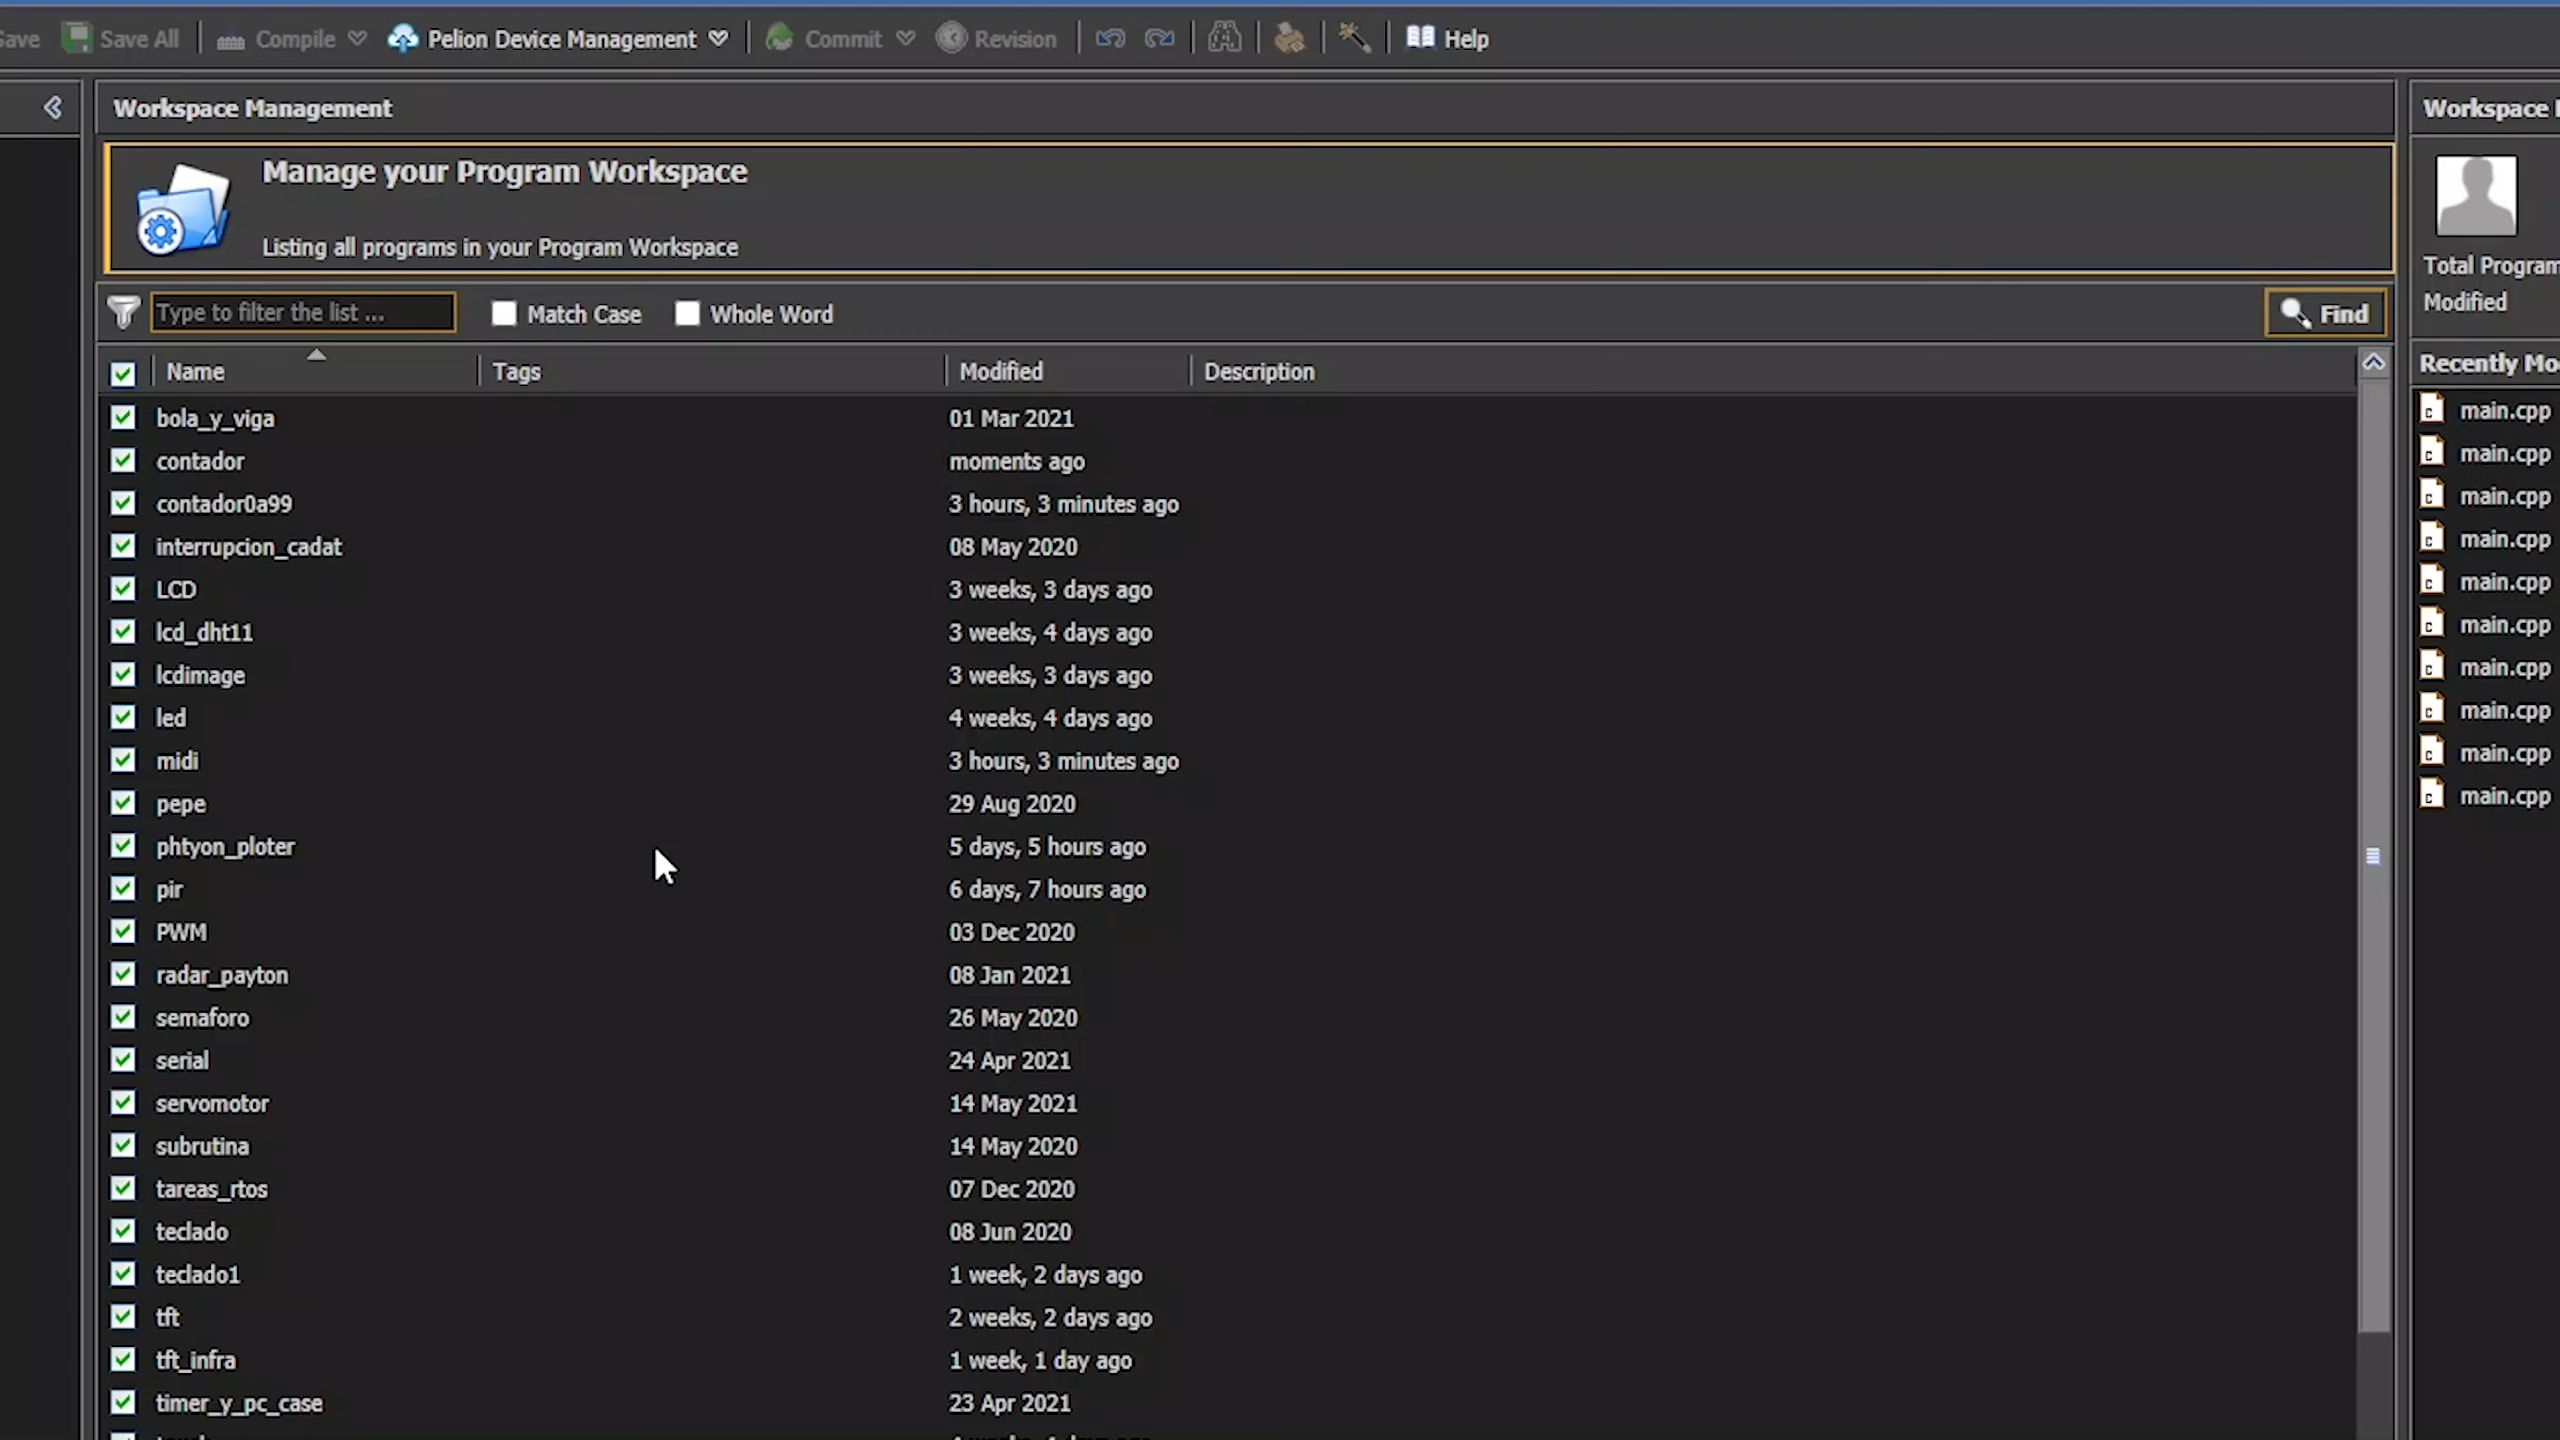 Save All Compile Pelion Device Management Commit Revision Help
Workspace Management
Workspace
Manage your Program Workspace
Listing all programs in your Program Workspace
Total
Modified
Type to filter the list ... Match Case Whole Word Find
Name Tags Modified Description
Recently
bola_y_viga 01 Mar 2021
contador moments ago
contador0a99 3 hours, 3 minutes ago
interrupcion_cadat 08 May 2020
LCD 3 weeks, 3 days ago
lcd_dht11 3 weeks, 4 days ago
lcdimage 3 weeks, 3 days ago
led 4 weeks, 4 days ago
midi 3 hours, 3 minutes ago
pepe 29 Aug 2020
phtyon_ploter 5 days, 5 hours ago
pir 6 days, 7 hours ago
PWM 03 Dec 2020
radar_payton 08 Jan 2021
semaforo 26 May 2020
serial 24 Apr 2021
servomotor 14 May 2021
subrutina 14 May 2020
tareas_rtos 07 Dec 2020
teclado 08 Jun 2020
teclado1 1 week, 2 days ago
tft 2 weeks, 2 days ago
tft_infra 1 week, 1 day ago
timer_y_pc_case 23 Apr 2021
main.cpp
main.cpp
main.cpp
main.cpp
main.cpp
main.cpp
main.cpp
main.cpp
main.cpp
main.cpp